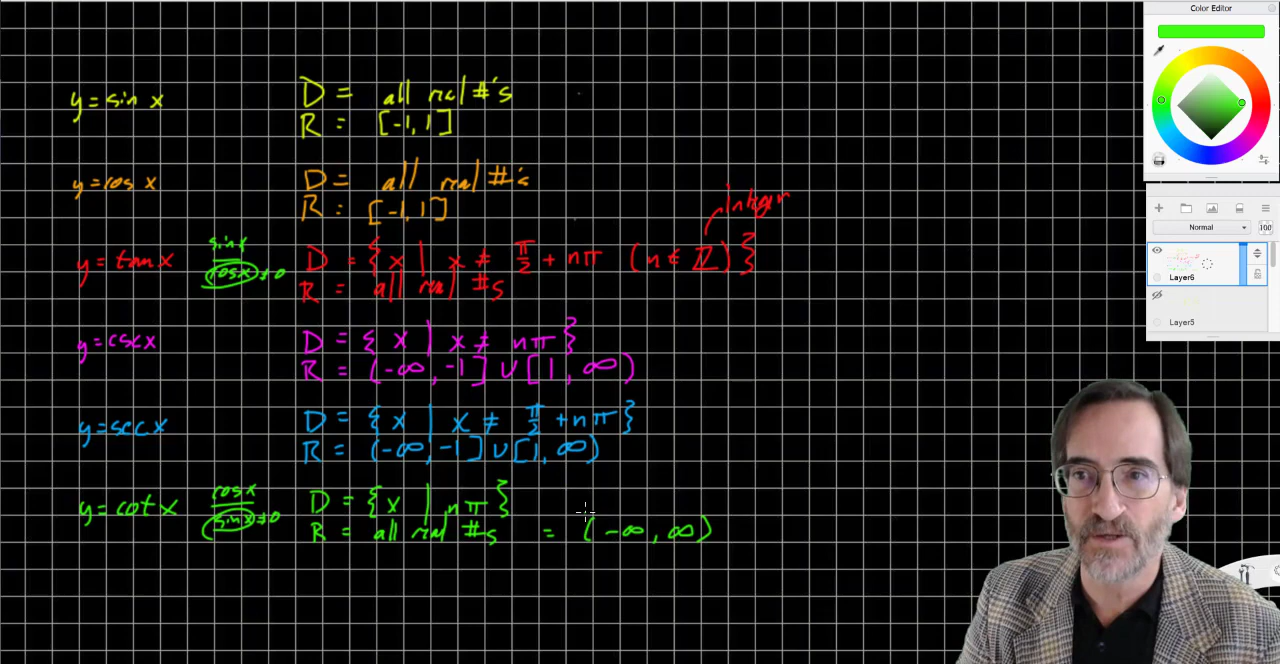 y = sin x
D = all real #'s
R = [-1, 1]
y = cos x
D = all real #'s
R = [-1, 1]
integer
y = tan x sin x / cos x ≠ 0 D = { x | x ≠ π/2 + nπ (n ∈ ℤ) }
R = all real #s
y = csc x
D = { x | x ≠ nπ }
R = (-∞, -1] ∪ [1, ∞)
y = sec x
D = { x | x ≠ π/2 + nπ }
R = (-∞, -1] ∪ [1, ∞)
y = cot x cos x / sin x ≠ 0 D = { x | nπ }
R = all real #s = (-∞, ∞)
Color Editor
Normal
100
Layer6
Layer5